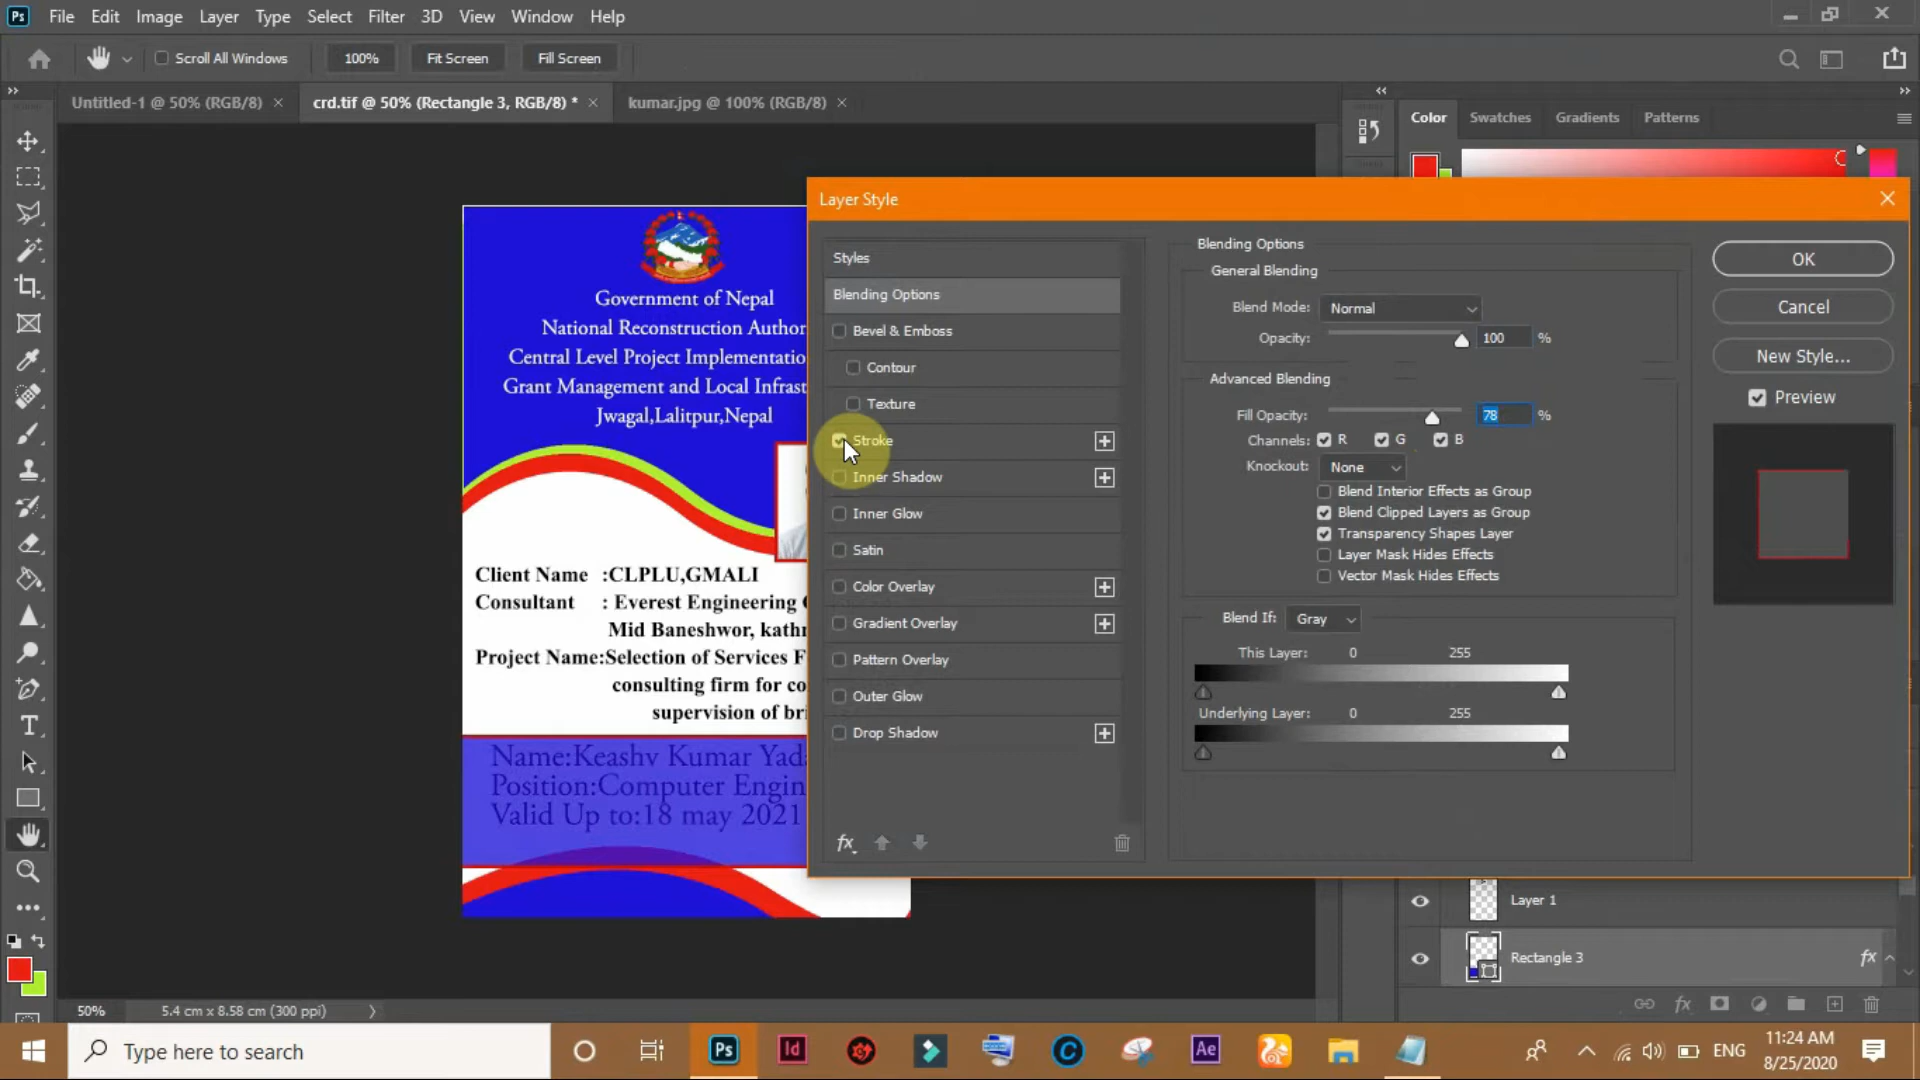 Ps File Edit Image Layer Type Select Filter 3D View Window Help
Scroll All Windows 100% Fit Screen Fill Screen
Untitled-1 @ 50% (RGB/8) × crd.tif @ 50% (Rectangle 3, RGB/8) * × kumar.jpg @ 100% (RGB/8) ×
Color Swatches Gradients Patterns
Government of Nepal
National Reconstruction Author
Central Level Project Implementatio
Grant Management and Local Infrast
Jwagal,Lalitpur,Nepal
Client Name :CLPLU,GMALI
Consultant : Everest Engineering
Mid Baneshwor, kath
Project Name:Selection of Services F
consulting firm for co
supervision of bri
Name:Keashv Kumar Yada
Position:Computer Engin
Valid Up to:18 may 2021
Layer Style
Styles
Blending Options
Bevel & Emboss
Contour
Texture
Stroke
Inner Shadow
Inner Glow
Satin
Color Overlay
Gradient Overlay
Pattern Overlay
Outer Glow
Drop Shadow
fx
Blending Options
General Blending
Blend Mode: Normal
Opacity: 100 %
Advanced Blending
Fill Opacity: 78 %
Channels: R G B
Knockout: None
Blend Interior Effects as Group
Blend Clipped Layers as Group
Transparency Shapes Layer
Layer Mask Hides Effects
Vector Mask Hides Effects
Blend If: Gray
This Layer: 0 255
Underlying Layer: 0 255
OK
Cancel
New Style...
Preview
Layer 1
Rectangle 3 fx
fx
50% 5.4 cm x 8.58 cm (300 ppi)
Type here to search
Ps Id Ae
ENG
11:24 AM
8/25/2020